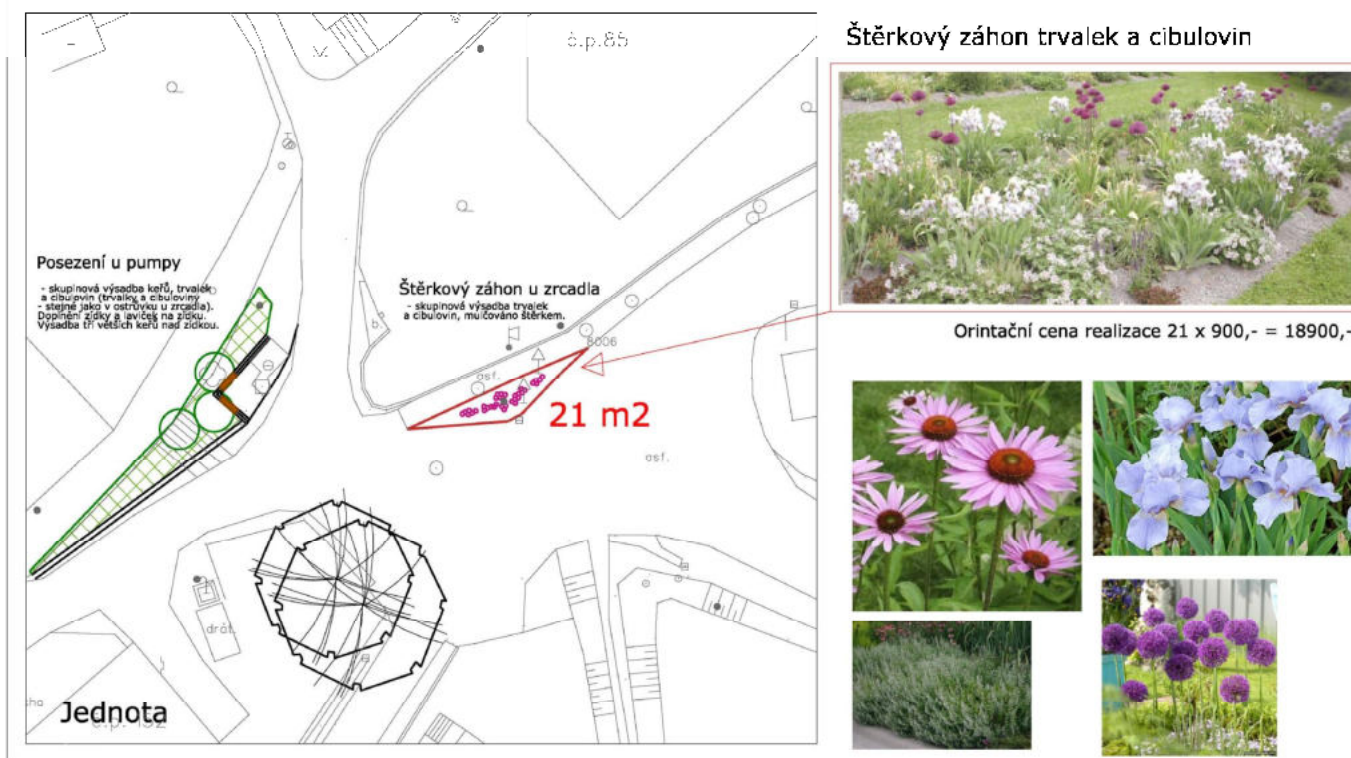 č.p.85
Štěrkový záhon trvalek a cibulovin
Posezení u pumpy
- skupinová výsadba keřů, trvalek
a cibulovin (trvalky a cibuloviny
- stejné jako v ostrůvku u zrcadla).
Doplnění zídky a laviček na zídku.
Výsadba tří větších keřů nad zídkou.
Štěrkový záhon u zrcadla
- skupinová výsadba trvalek
a cibulovin, mulčováno štěrkem.
Orintační cena realizace 21 x 900,- = 18900,-
8006
asf.
21 m2
asf.
drát.
Jednota
č.p. 132